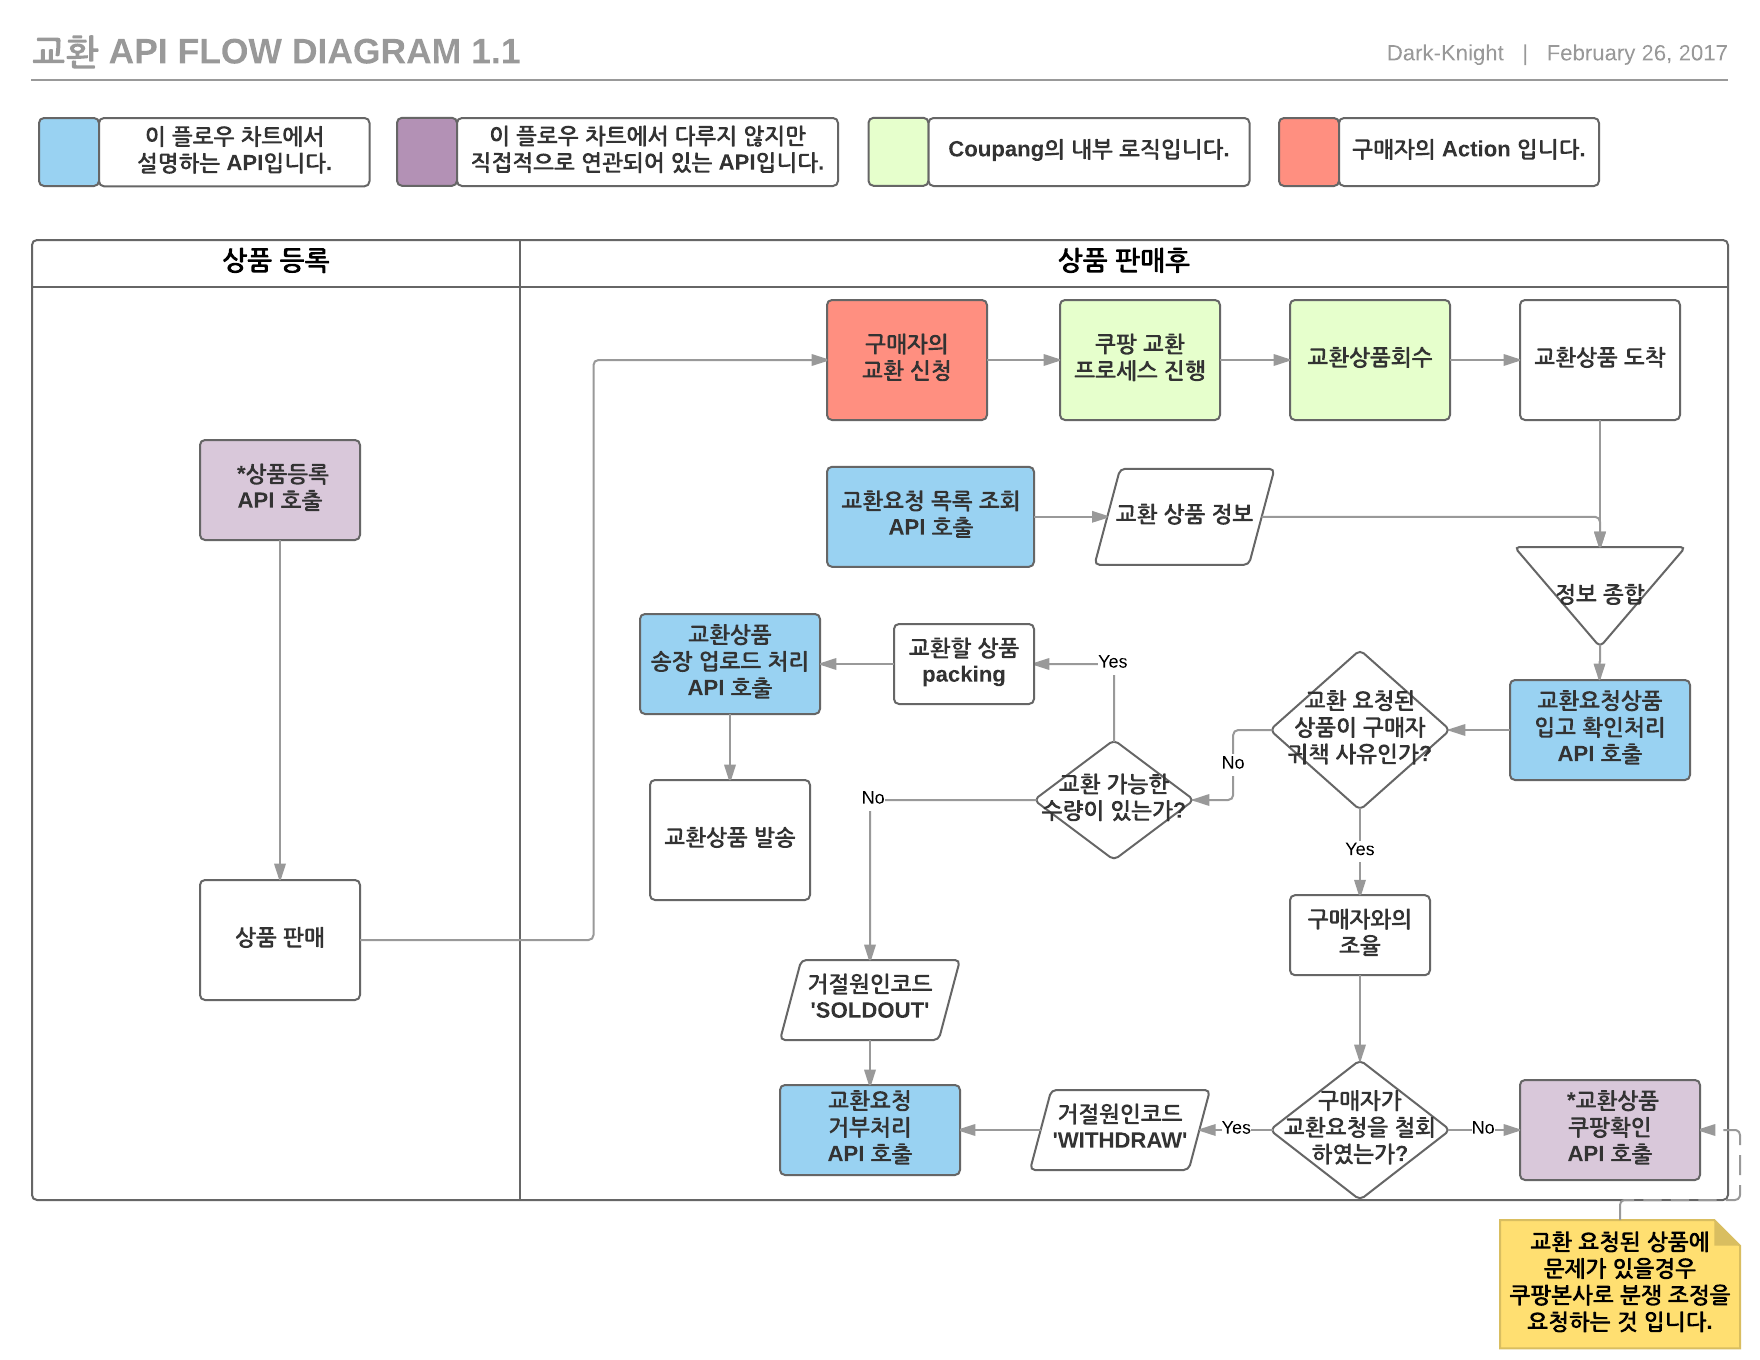 교환 API FLOW DIAGRAM 1.1
Dark-Knight | February 26, 2017
이 플로우 차트에서
설명하는 API입니다.
이 플로우 차트에서 다루지 않지만
직접적으로 연관되어 있는 API입니다.
Coupang의 내부 로직입니다.
구매자의 Action 입니다.
상품 등록
상품 판매후
구매자의
교환 신청
쿠팡 교환
프로세스 진행
교환상품회수
교환상품 도착
*상품등록
API 호출
교환요청 목록 조회
API 호출
교환 상품 정보
정보 종합
교환상품
송장 업로드 처리
API 호출
교환할 상품
packing
Yes
교환 요청된
상품이 구매자
귀책 사유인가?
교환요청상품
입고 확인처리
API 호출
No
교환 가능한
수량이 있는가?
No
교환상품 발송
Yes
상품 판매
구매자와의
조율
거절원인코드
'SOLDOUT'
교환요청
거부처리
API 호출
거절원인코드
'WITHDRAW'
Yes
구매자가
교환요청을 철회
하였는가?
No
*교환상품
쿠팡확인
API 호출
교환 요청된 상품에
문제가 있을경우
쿠팡본사로 분쟁 조정을
요청하는 것 입니다.